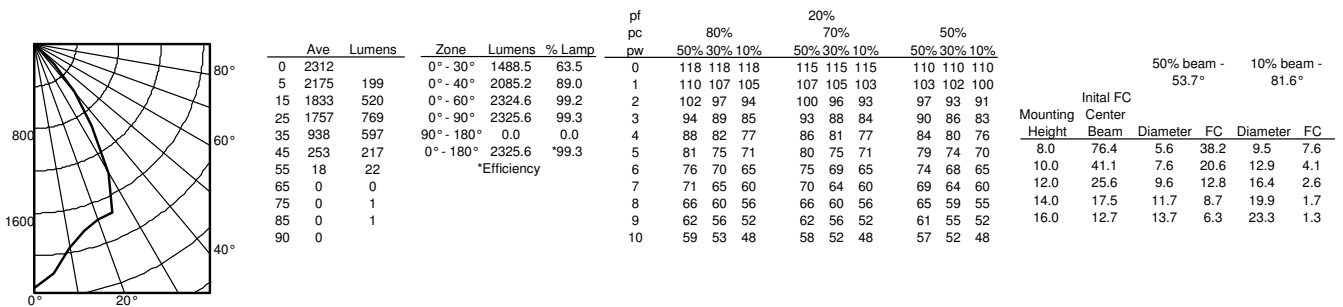 80°
60°
40°
20°
0°
800
1600
Ave Lumens
0 2312
5 2175 199
15 1833 520
25 1757 769
35 938 597
45 253 217
55 18 22
65 0 0
75 0 1
85 0 1
90 0
Zone Lumens % Lamp
0° - 30° 1488.5 63.5
0° - 40° 2085.2 89.0
0° - 60° 2324.6 99.2
0° - 90° 2325.6 99.3
90° - 180° 0.0 0.0
0° - 180° 2325.6 *99.3
*Efficiency
pf 20%
pc 80% 70% 50%
pw 50% 30% 10% 50% 30% 10% 50% 30% 10%
0 118 118 118 115 115 115 110 110 110
1 110 107 105 107 105 103 103 102 100
2 102 97 94 100 96 93 97 93 91
3 94 89 85 93 88 84 90 86 83
4 88 82 77 86 81 77 84 80 76
5 81 75 71 80 75 71 79 74 70
6 76 70 65 75 69 65 74 68 65
7 71 65 60 70 64 60 69 64 60
8 66 60 56 66 60 56 65 59 55
9 62 56 52 62 56 52 61 55 52
10 59 53 48 58 52 48 57 52 48
50% beam - 10% beam -
53.7° 81.6°
Inital FC
Mounting Center
Height Beam Diameter FC Diameter FC
8.0 76.4 5.6 38.2 9.5 7.6
10.0 41.1 7.6 20.6 12.9 4.1
12.0 25.6 9.6 12.8 16.4 2.6
14.0 17.5 11.7 8.7 19.9 1.7
16.0 12.7 13.7 6.3 23.3 1.3